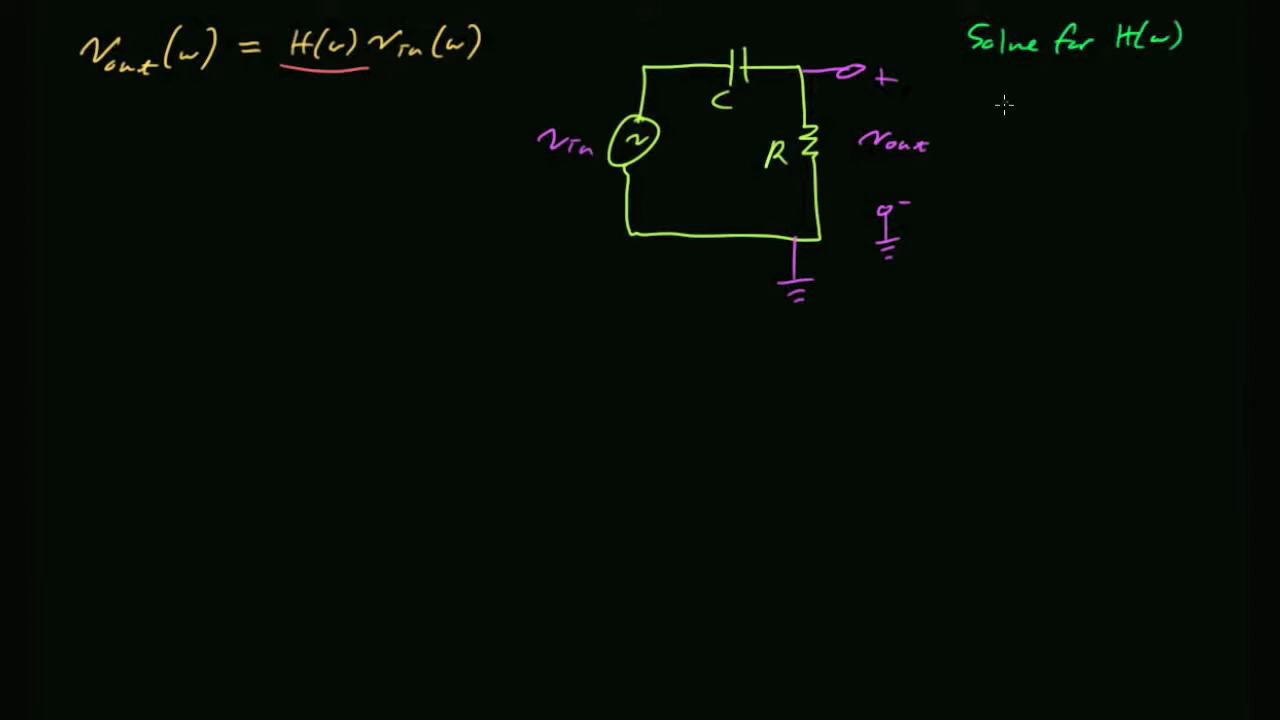 Vout(ω) = H(ω) Vin(ω)
Solve for H(ω)
C
+
Vin
R
Vout
-